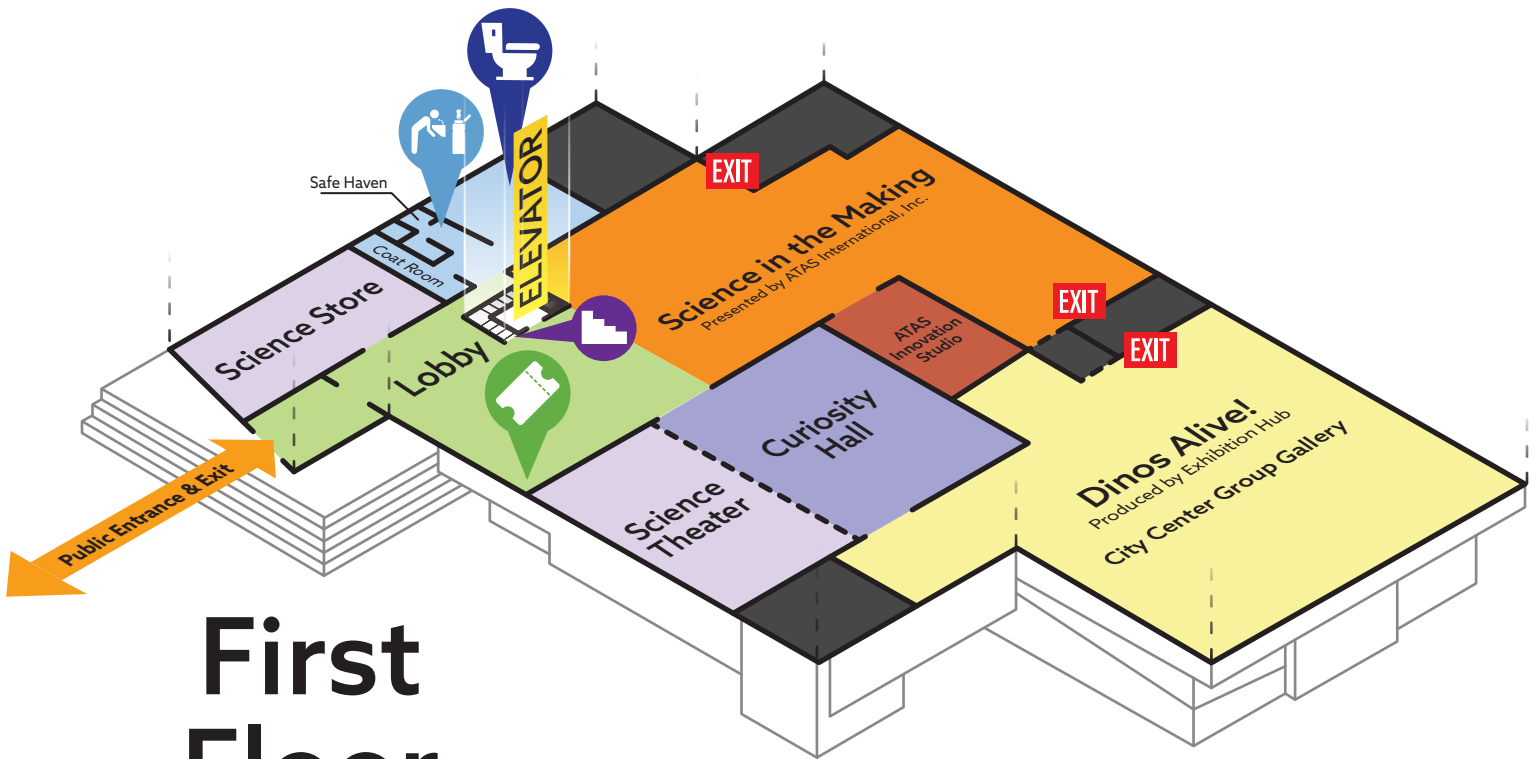 ELEVATOR
EXIT
Safe Haven
Coat Room
Science in the Making
Presented by ATAS International, Inc.
Science Store
EXIT
EXIT
ATAS
Innovation
Studio
Lobby
Curiosity
Hall
Dinos Alive!
Produced by Exhibition Hub
City Center Group Gallery
Science
Theater
Public Entrance & Exit
First
Floor